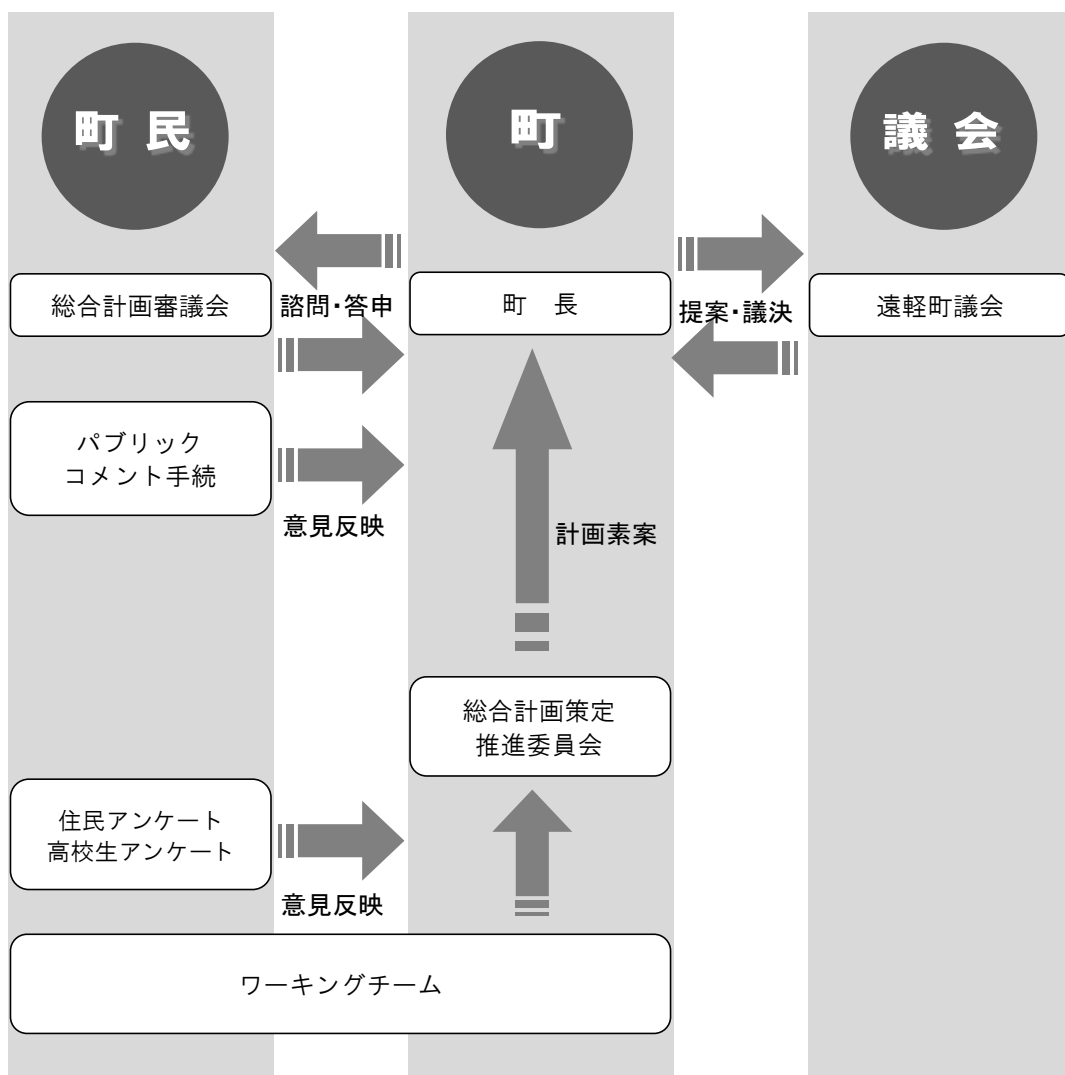 町民
町
議会
総合計画審議会
諮問・答申
町　長
提案・議決
遠軽町議会
パブリック
コメント手続
意見反映
計画素案
総合計画策定
推進委員会
住民アンケート
高校生アンケート
意見反映
ワーキングチーム